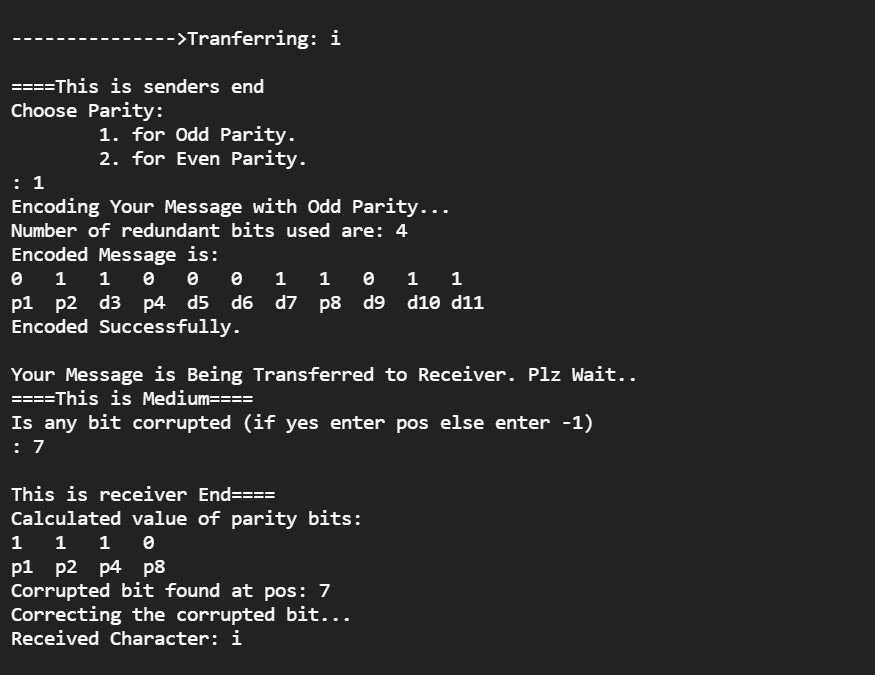 --------------->Tranferring: i
====This is senders end
Choose Parity:
1. for Odd Parity.
2. for Even Parity.
: 1
Encoding Your Message with Odd Parity...
Number of redundant bits used are: 4
Encoded Message is:
0 1 1 0 0 0 1 1 0 1 1
p1 p2 d3 p4 d5 d6 d7 p8 d9 d10 d11
Encoded Successfully.
Your Message is Being Transferred to Receiver. Plz Wait..
====This is Medium====
Is any bit corrupted (if yes enter pos else enter -1)
: 7
This is receiver End====
Calculated value of parity bits:
1 1 1 0
p1 p2 p4 p8
Corrupted bit found at pos: 7
Correcting the corrupted bit...
Received Character: i